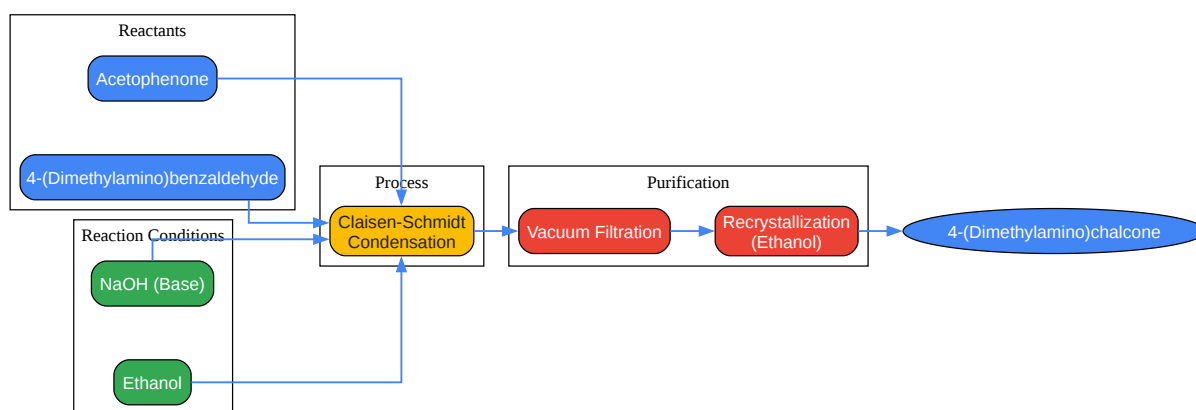 Reactants
Acetophenone
4-(Dimethylamino)benzaldehyde
Reaction Conditions
NaOH (Base)
Ethanol
Process
Claisen-Schmidt
Condensation
Purification
Vacuum Filtration
Recrystallization
(Ethanol)
4-(Dimethylamino)chalcone